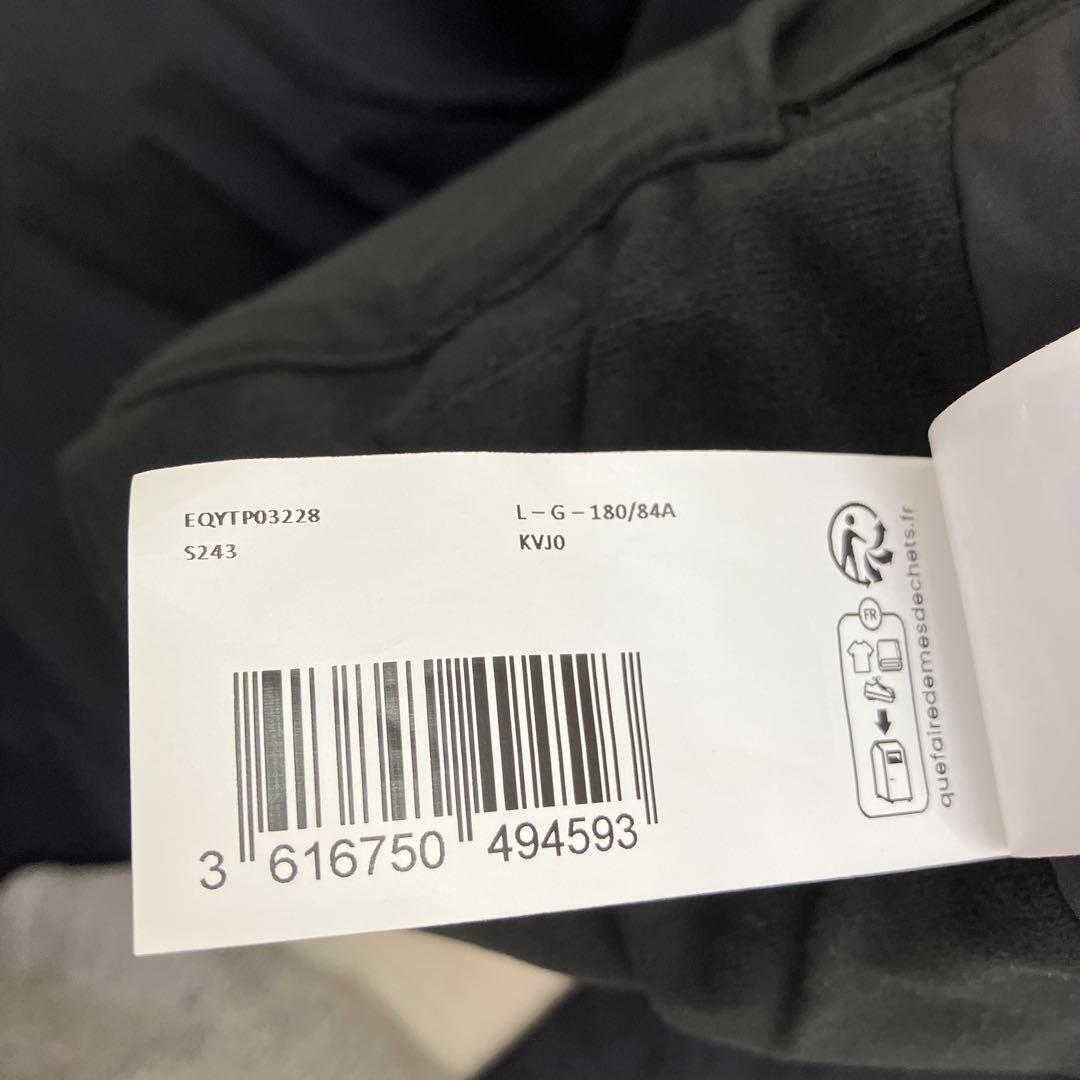 EQYTP03228
S243
L-G-180/84A
KVJ0
3 616750 494593
FR
quefairedemesdechets.fr